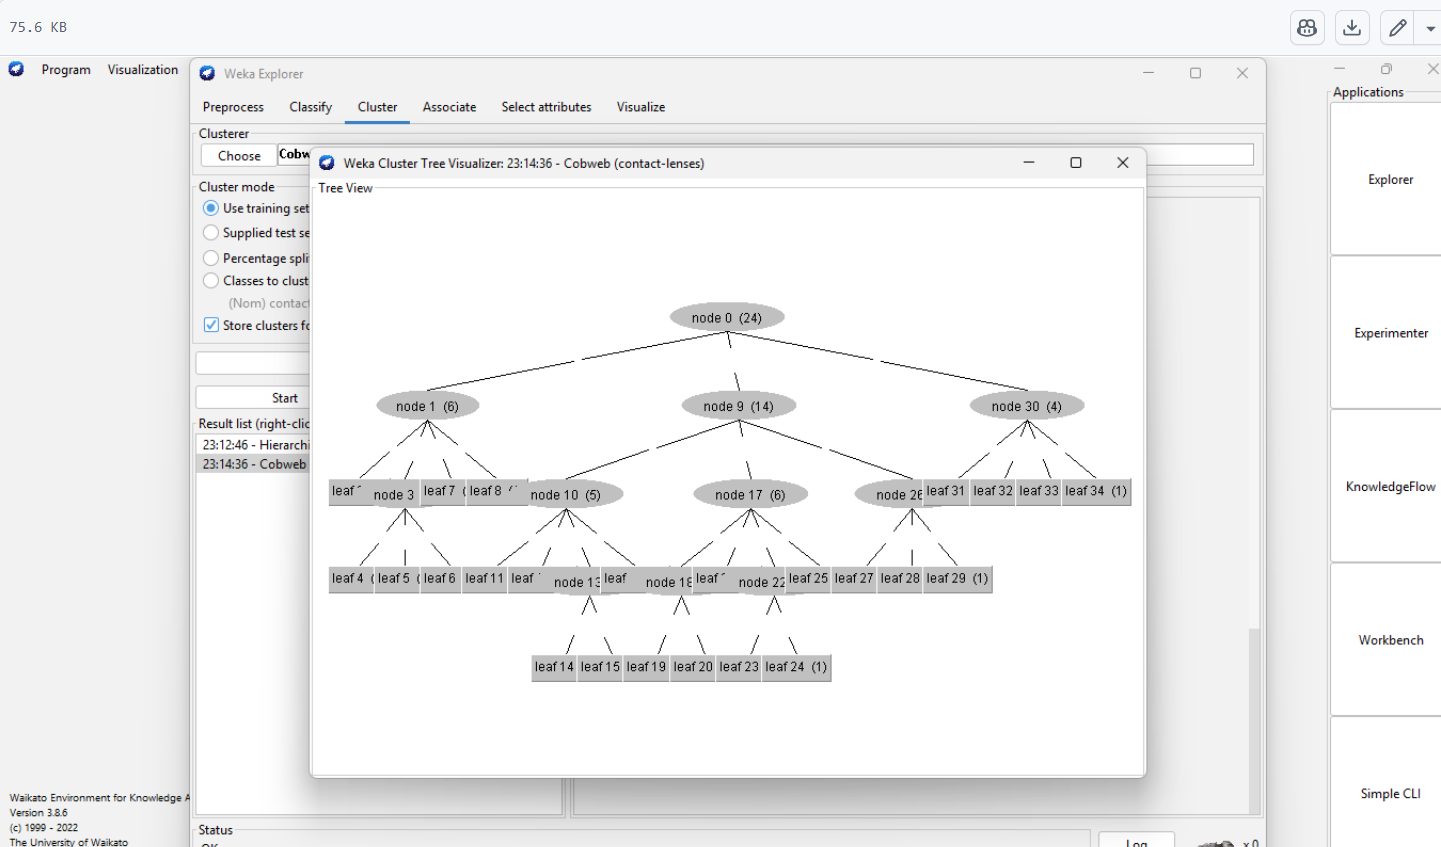 75.6 KB
Program Visualization
Weka Explorer
Preprocess Classify Cluster Associate Select attributes Visualize
Clusterer
Choose Cobw
Weka Cluster Tree Visualizer: 23:14:36 - Cobweb (contact-lenses)
Tree View
Cluster mode
Use training set
Supplied test se
Percentage spli
Classes to clust
(Nom) contac
Store clusters fo
Start
Result list (right-clic
23:12:46 - Hierarchi
23:14:36 - Cobweb
node 0 (24)
node 1 (6) node 9 (14) node 30 (4)
leaf node 3 leaf 7 ( leaf 8 node 10 (5) node 17 (6) node 26 leaf 31 leaf 32 leaf 33 leaf 34 (1)
leaf 4 ( leaf 5 ( leaf 6 leaf 11 leaf node 13 leaf node 18 leaf node 22 leaf 25 leaf 27 leaf 28 leaf 29 (1)
leaf 14 leaf 15 leaf 19 leaf 20 leaf 23 leaf 24 (1)
Applications
Explorer
Experimenter
KnowledgeFlow
Workbench
Simple CLI
Waikato Environment for Knowledge A
Version 3.8.6
(c) 1999 - 2022
The University of Waikato
Status
OK
Log x 0